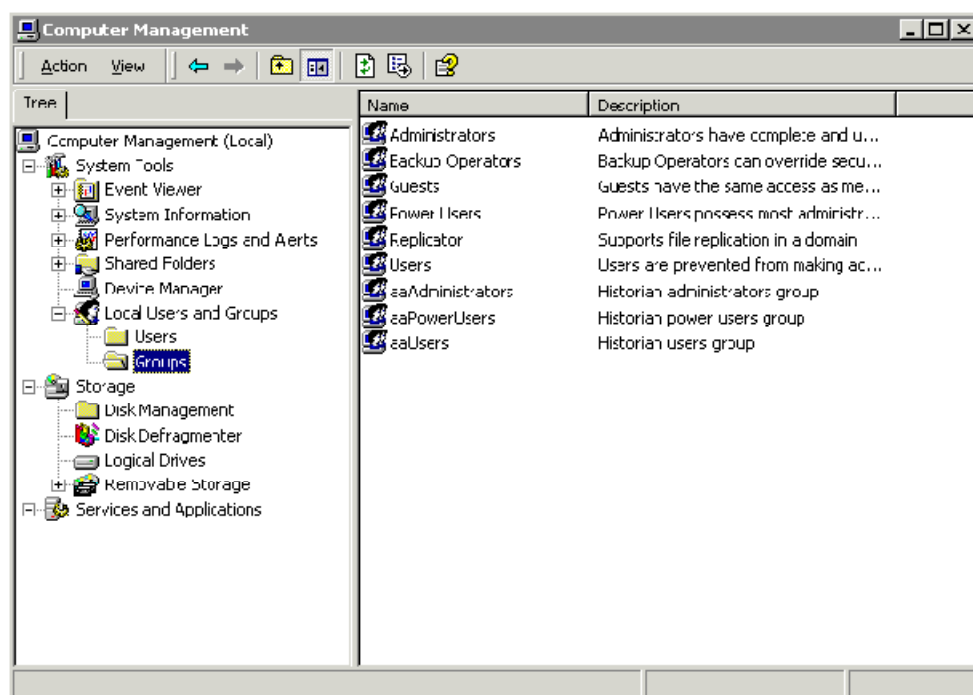 Computer Management
Action View
Tree
Computer Management (Local)
System Tools
Event Viewer
System Information
Performance Logs and Alerts
Shared Folders
Device Manager
Local Users and Groups
Users
Groups
Storage
Disk Management
Disk Defragmenter
Logical Drives
Removable Storage
Services and Applications
Name Description
Administrators Administrators have complete and u...
Backup Operators Backup Operators can override secu...
Guests Guests have the same access as me...
Power Users Power Users possess most administr...
Replicator Supports file replication in a domain
Users Users are prevented from making ac...
aaAdministrators Historian administrators group
aaPowerUsers Historian power users group
aaUsers Historian users group